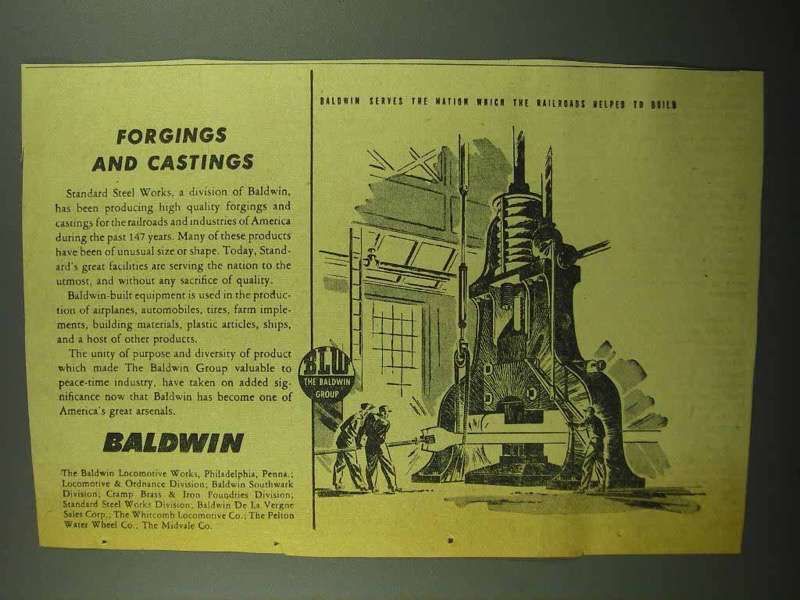 BALDWIN SERVES THE NATION WHICH THE RAILROADS HELPED TO BUILD
FORGINGS
AND CASTINGS
Standard Steel Works, a division of Baldwin,
has been producing high quality forgings and
castings for the railroads and industries of America
during the past 147 years. Many of these products
have been of unusual size or shape. Today, Stand-
ard's great facilities are serving the nation to the
utmost, and without any sacrifice of quality.
Baldwin-built equipment is used in the produc-
tion of airplanes, automobiles, tires, farm imple-
ments, building materials, plastic articles, ships,
and a host of other products.
The unity of purpose and diversity of product
which made The Baldwin Group valuable to
peace-time industry, have taken on added sig-
nificance now that Baldwin has become one of
America's great arsenals.
BALDWIN
The Baldwin Locomotive Works, Philadelphia, Penna.;
Locomotive & Ordnance Division; Baldwin Southwark
Division; Cramp Brass & Iron Foundries Division;
Standard Steel Works Division; Baldwin De La Vergne
Sales Corp.; The Whitcomb Locomotive Co.; The Pelton
Water Wheel Co.; The Midvale Co.
BLW
THE BALDWIN
GROUP